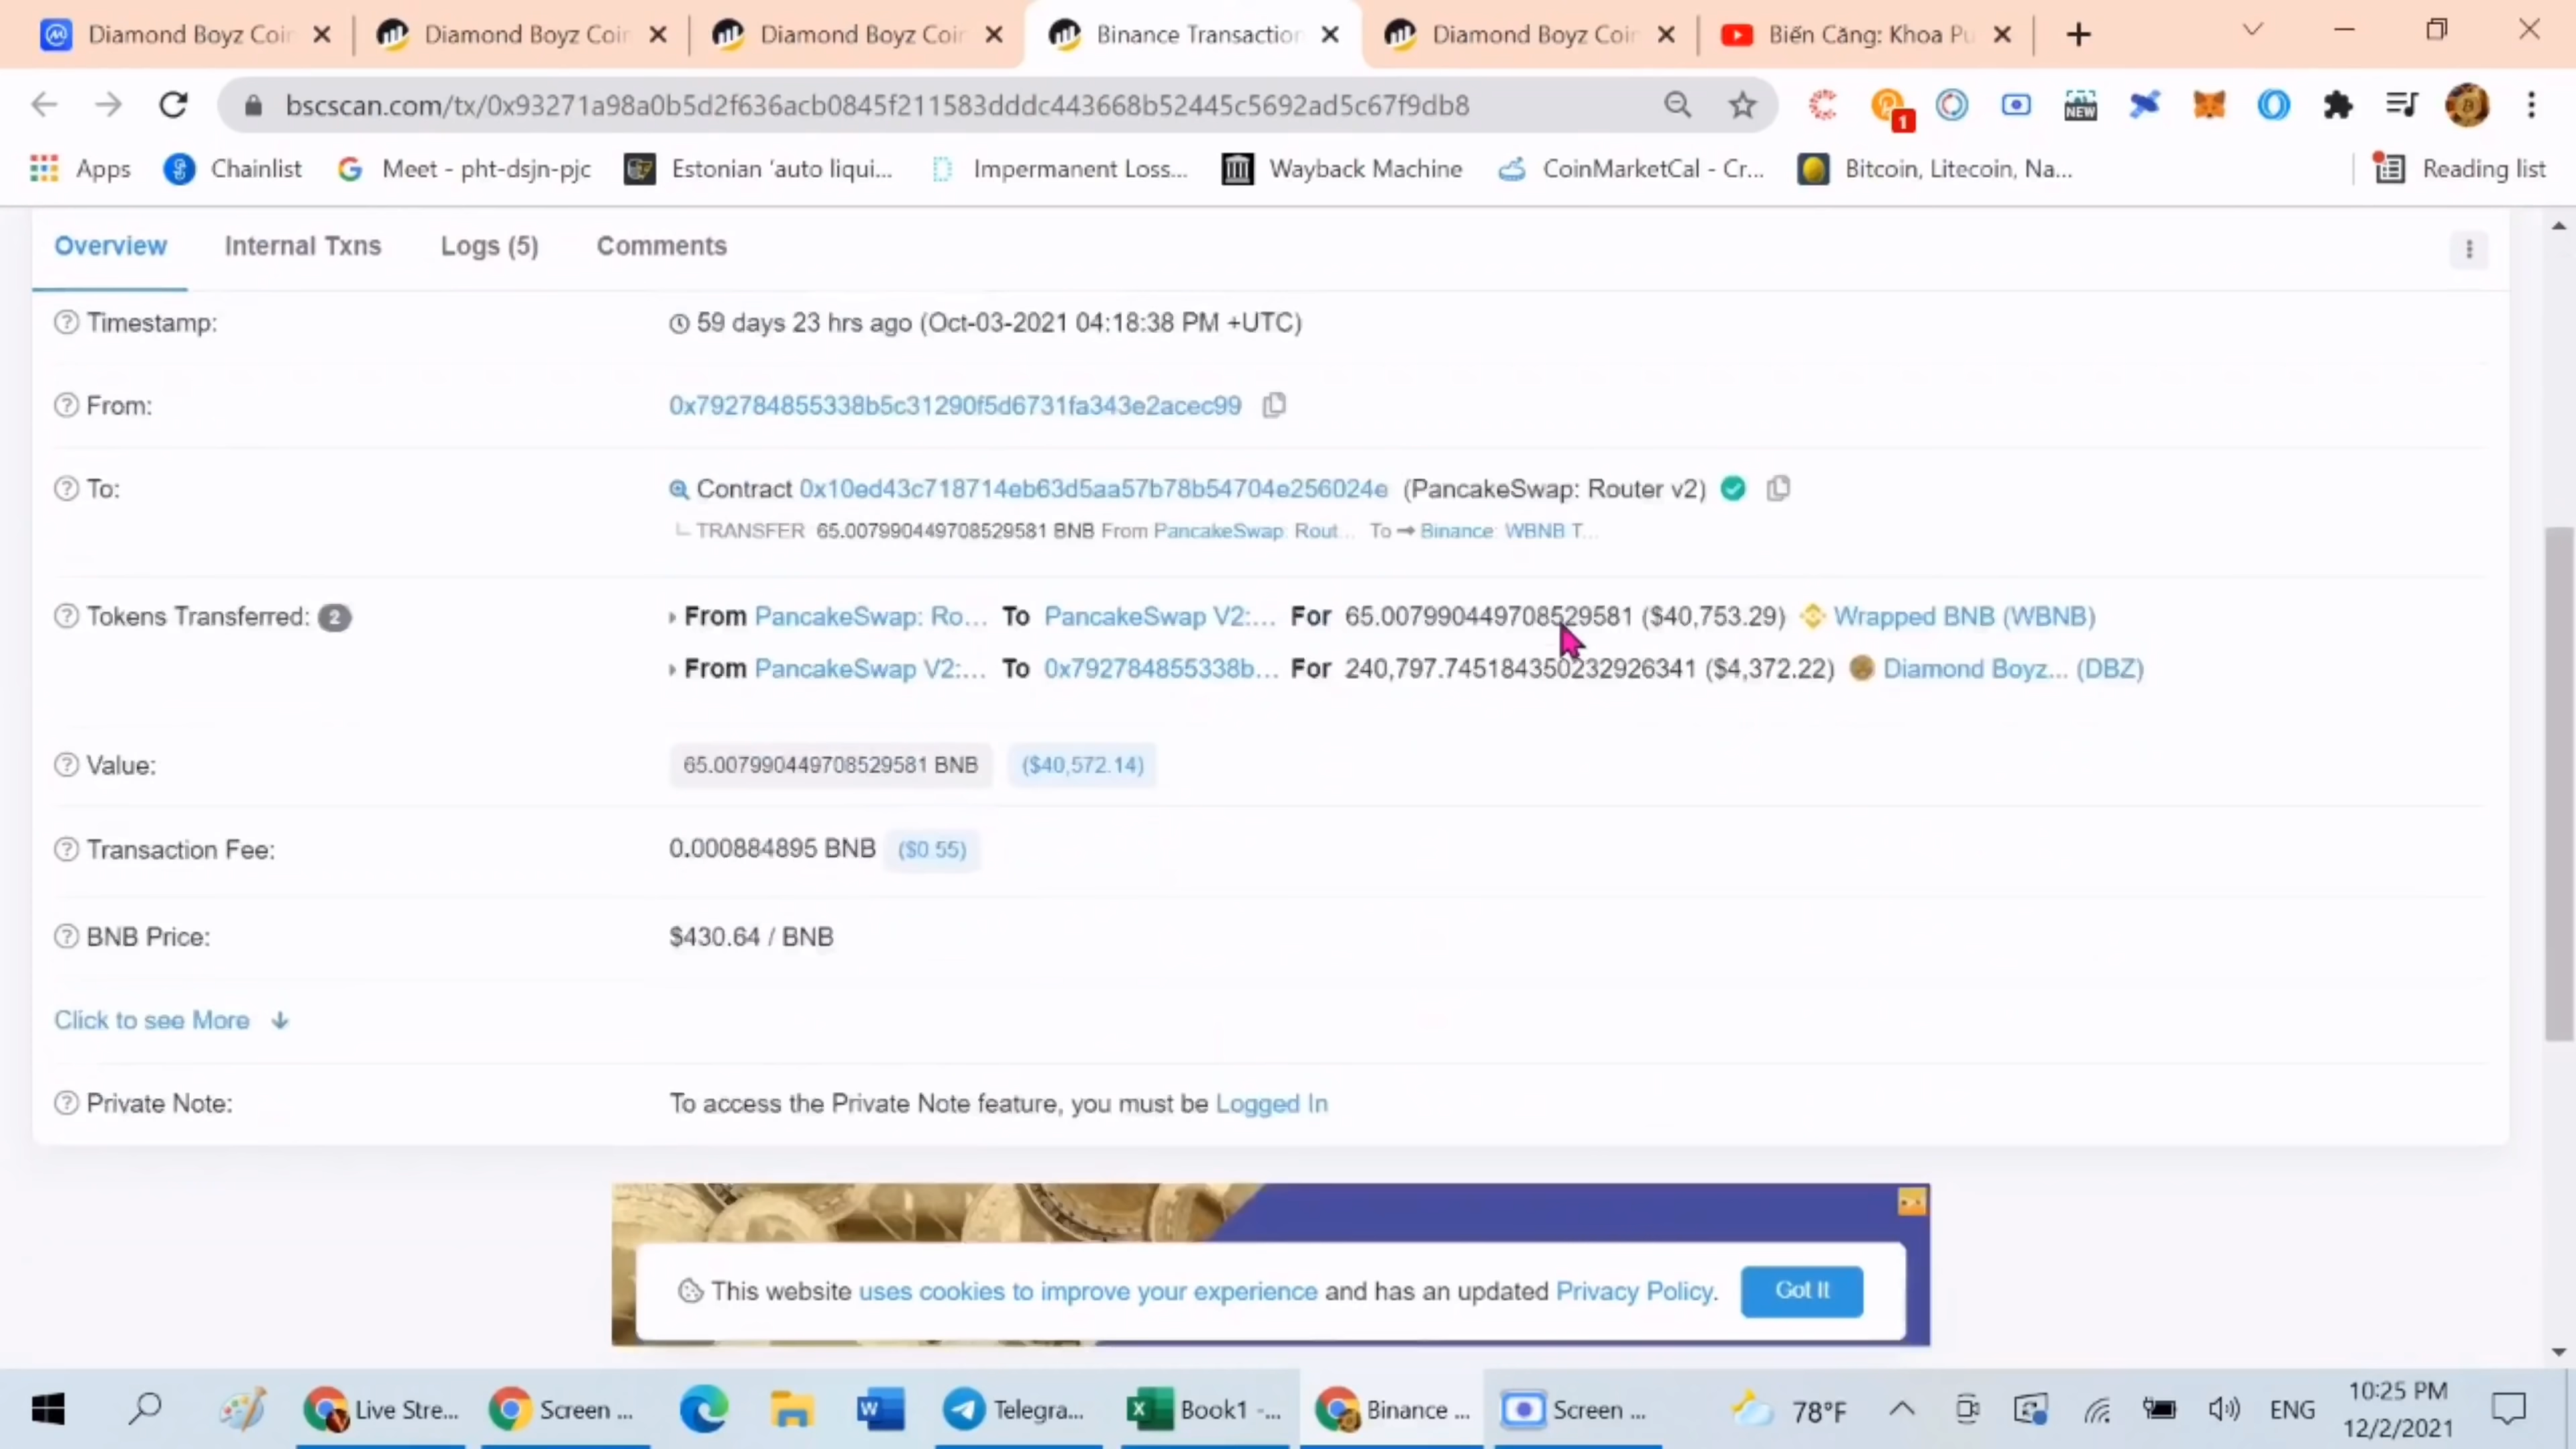 Diamond Boyz Coin
Diamond Boyz Coin
Diamond Boyz Coin
Binance Transaction
Diamond Boyz Coin
Biến Căng: Khoa Pu
bscscan.com/tx/0x93271a98a0b5d2f636acb0845f211583dddc443668b52445c5692ad5c67f9db8
1
NEW
Apps
Chainlist
Meet - pht-dsjn-pjc
Estonian ‘auto liqui...
Impermanent Loss...
Wayback Machine
CoinMarketCal - Cr...
Bitcoin, Litecoin, Na...
Reading list
Overview Internal Txns Logs (5) Comments
Timestamp: 59 days 23 hrs ago (Oct-03-2021 04:18:38 PM +UTC)
From: 0x792784855338b5c31290f5d6731fa343e2acec99
To: Contract 0x10ed43c718714eb63d5aa57b78b54704e256024e (PancakeSwap: Router v2)
TRANSFER 65.007990449708529581 BNB From PancakeSwap: Rout... To → Binance: WBNB T...
Tokens Transferred: 2 From PancakeSwap: Ro... To PancakeSwap V2:... For 65.007990449708529581 ($40,753.29) Wrapped BNB (WBNB)
From PancakeSwap V2:... To 0x792784855338b... For 240,797.745184350232926341 ($4,372.22) Diamond Boyz... (DBZ)
Value: 65.007990449708529581 BNB ($40,572.14)
Transaction Fee: 0.000884895 BNB ($0.55)
BNB Price: $430.64 / BNB
Click to see More
Private Note: To access the Private Note feature, you must be Logged In
This website uses cookies to improve your experience and has an updated Privacy Policy. Got It
Live Stre...
Screen ...
Telegra...
Book1 -...
Binance ...
Screen ...
78°F
ENG
10:25 PM
12/2/2021